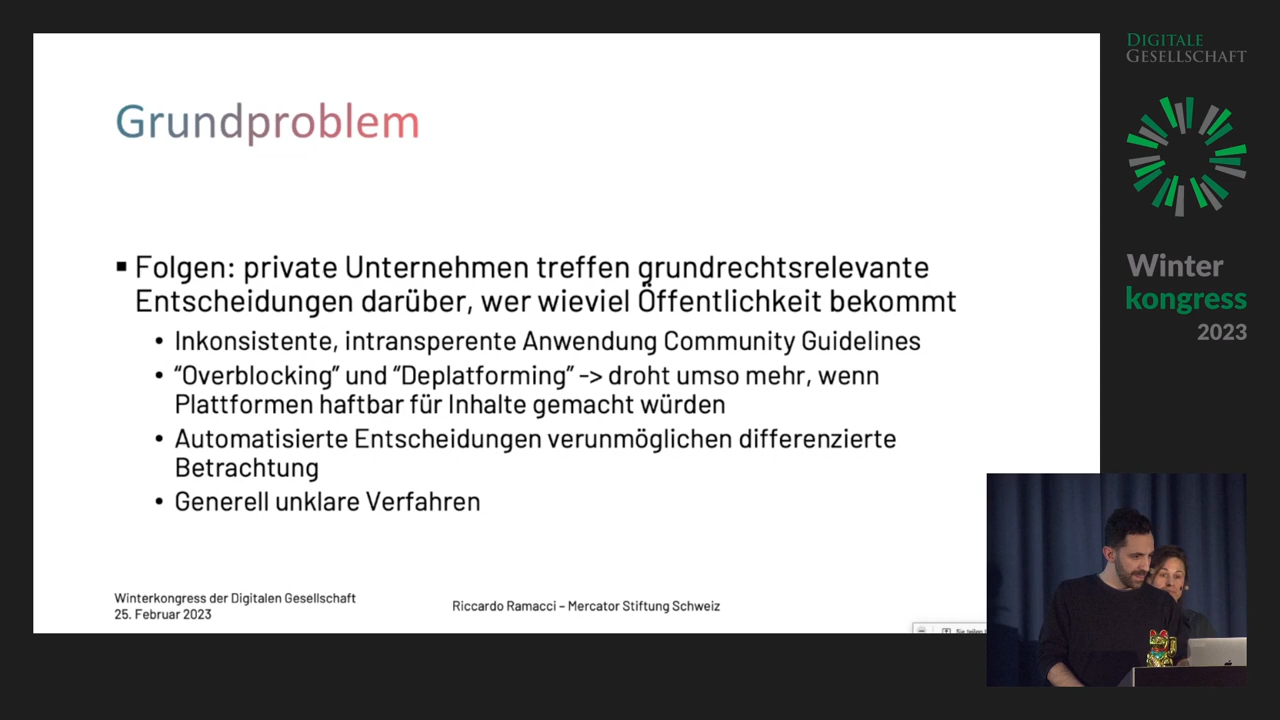 Grundproblem
▪ Folgen: private Unternehmen treffen grundrechtsrelevante
Entscheidungen darüber, wer wieviel Öffentlichkeit bekommt
• Inkonsistente, intransperente Anwendung Community Guidelines
• “Overblocking” und “Deplatforming” -> droht umso mehr, wenn
Plattformen haftbar für Inhalte gemacht würden
• Automatisierte Entscheidungen verunmöglichen differenzierte
Betrachtung
• Generell unklare Verfahren
Winterkongress der Digitalen Gesellschaft
25. Februar 2023
Riccardo Ramacci – Mercator Stiftung Schweiz
DIGITALE
GESELLSCHAFT
Winter
kongress
2023